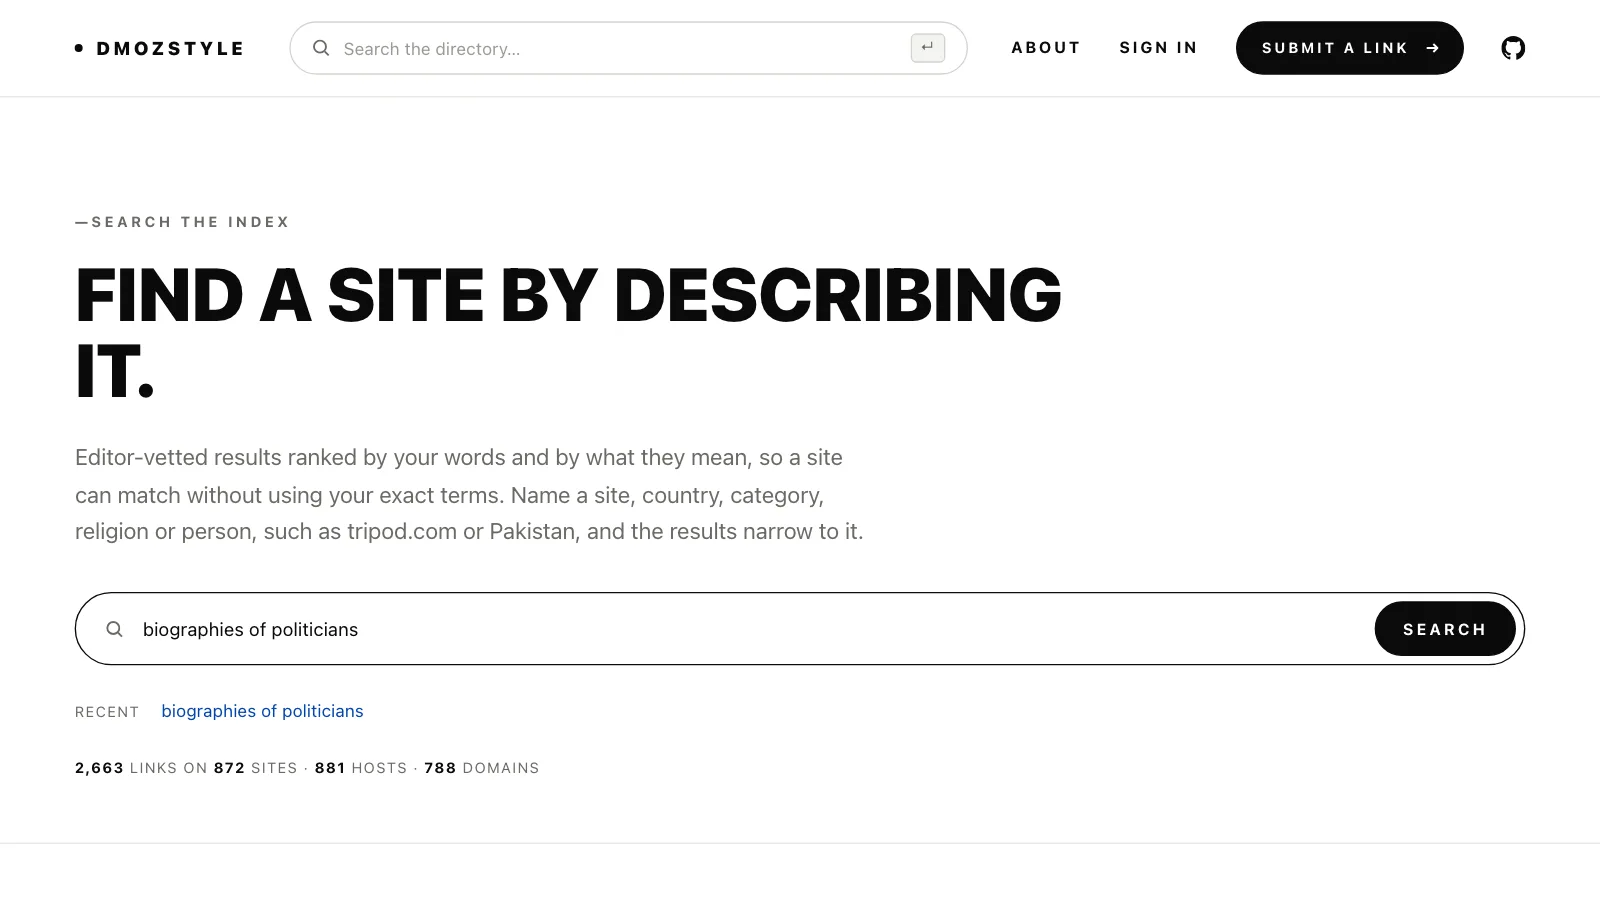 DMOZSTYLE
Search the directory...
ABOUT
SIGN IN
SUBMIT A LINK →
—SEARCH THE INDEX
FIND A SITE BY DESCRIBING
IT.
Editor-vetted results ranked by your words and by what they mean, so a site
can match without using your exact terms. Name a site, country, category,
religion or person, such as tripod.com or Pakistan, and the results narrow to it.
biographies of politicians
SEARCH
RECENT biographies of politicians
2,663 LINKS ON 872 SITES · 881 HOSTS · 788 DOMAINS